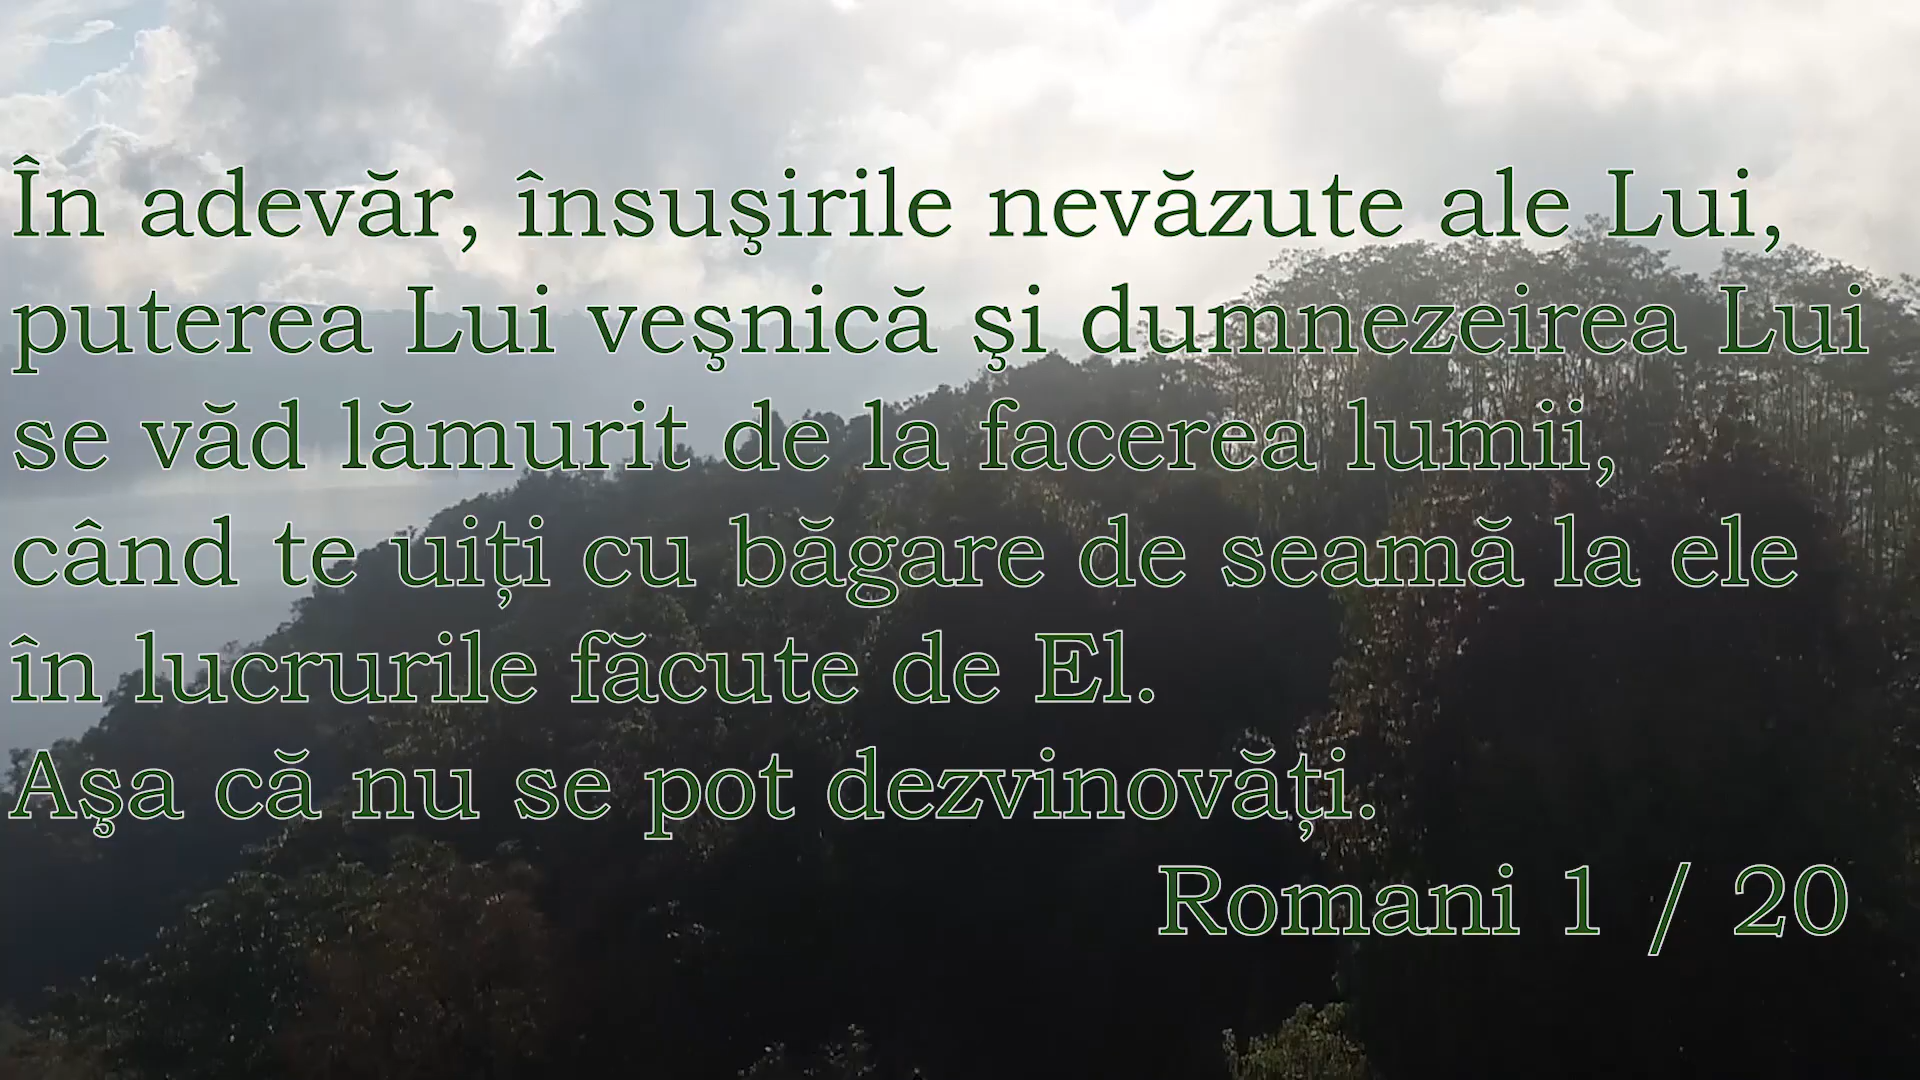 În adevăr, însuşirile nevăzute ale Lui,
puterea Lui veşnică şi dumnezeirea Lui
se văd lămurit de la facerea lumii,
când te uiți cu băgare de seamă la ele
în lucrurile făcute de El.
Aşa că nu se pot dezvinovăți.
Romani 1 / 20